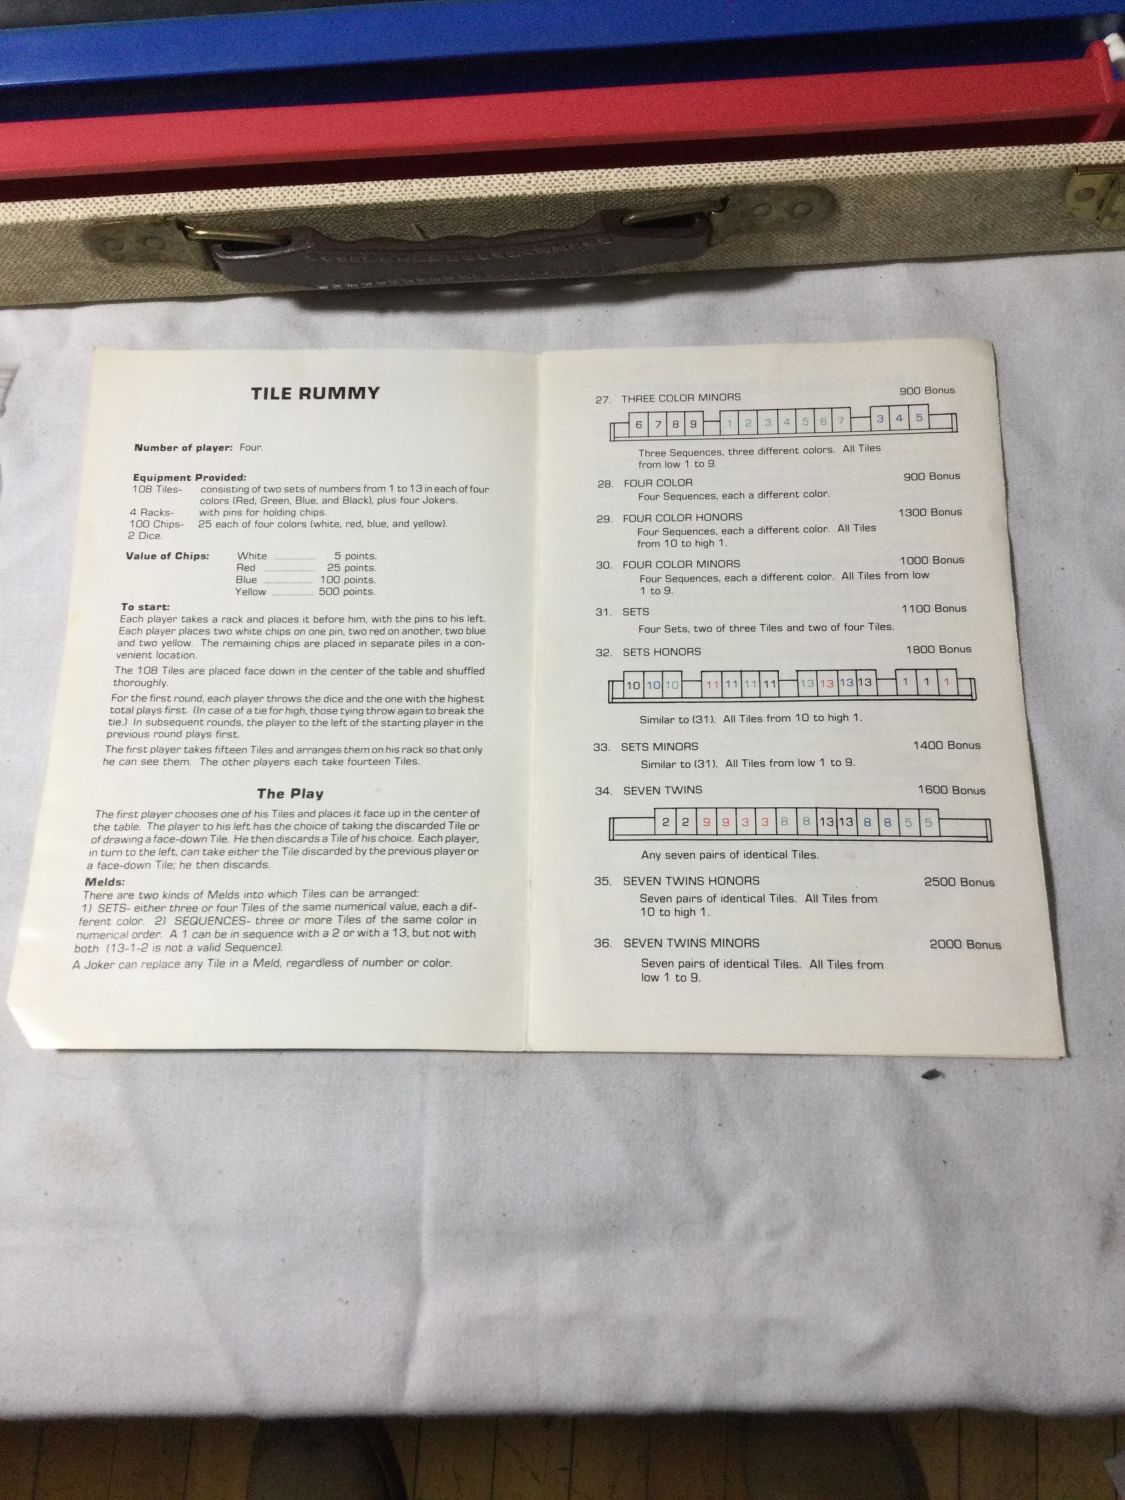 TILE RUMMY
Number of player: Four.
Equipment Provided:
108 Tiles- consisting of two sets of numbers from 1 to 13 in each of four
colors (Red, Green, Blue, and Black), plus four Jokers.
4 Racks- with pins for holding chips.
100 Chips- 25 each of four colors (white, red, blue, and yellow).
2 Dice.
Value of Chips: White ............ 5 points.
Red ............ 25 points.
Blue ............ 100 points.
Yellow ............ 500 points.
To start:
Each player takes a rack and places it before him, with the pins to his left.
Each player places two white chips on one pin, two red on another, two blue
and two yellow. The remaining chips are placed in separate piles in a con-
venient location.
The 108 Tiles are placed face down in the center of the table and shuffled
thoroughly.
For the first round, each player throws the dice and the one with the highest
total plays first. (In case of a tie for high, those tying throw again to break the
tie.) In subsequent rounds, the player to the left of the starting player in the
previous round plays first.
The first player takes fifteen Tiles and arranges them on his rack so that only
he can see them. The other players each take fourteen Tiles.
The Play
The first player chooses one of his Tiles and places it face up in the center of
the table. The player to his left has the choice of taking the discarded Tile or
of drawing a face-down Tile. He then discards a Tile of his choice. Each player,
in turn to the left, can take either the Tile discarded by the previous player or
a face-down Tile; he then discards.
Melds:
There are two kinds of Melds into which Tiles can be arranged:
1) SETS- either three or four Tiles of the same numerical value, each a dif-
ferent color. 2) SEQUENCES- three or more Tiles of the same color in
numerical order. A 1 can be in sequence with a 2 or with a 13, but not with
both (13-1-2 is not a valid Sequence).
A Joker can replace any Tile in a Meld, regardless of number or color.
27. THREE COLOR MINORS 900 Bonus
6 7 8 9 1 2 3 4 5 6 7 3 4 5
Three Sequences, three different colors. All Tiles
from low 1 to 9.
28. FOUR COLOR 900 Bonus
Four Sequences, each a different color.
29. FOUR COLOR HONORS 1300 Bonus
Four Sequences, each a different color. All Tiles
from 10 to high 1.
30. FOUR COLOR MINORS 1000 Bonus
Four Sequences, each a different color. All Tiles from low
1 to 9.
31. SETS 1100 Bonus
Four Sets, two of three Tiles and two of four Tiles.
32. SETS HONORS 1800 Bonus
10 10 10 11 11 11 11 13 13 13 13 1 1 1
Similar to (31). All Tiles from 10 to high 1.
33. SETS MINORS 1400 Bonus
Similar to (31). All Tiles from low 1 to 9.
34. SEVEN TWINS 1600 Bonus
2 2 9 9 3 3 8 8 13 13 8 8 5 5
Any seven pairs of identical Tiles.
35. SEVEN TWINS HONORS 2500 Bonus
Seven pairs of identical Tiles. All Tiles from
10 to high 1.
36. SEVEN TWINS MINORS 2000 Bonus
Seven pairs of identical Tiles. All Tiles from
low 1 to 9.